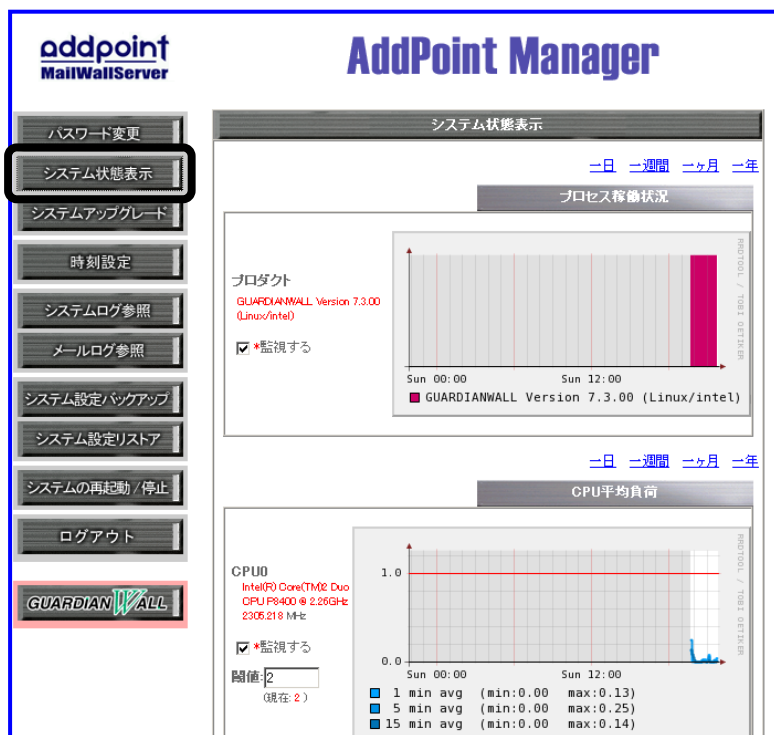 addpoint
MailWallServer
AddPoint Manager
パスワード変更
システム状態表示
システムアップグレード
時刻設定
システムログ参照
メールログ参照
システム設定バックアップ
システム設定リストア
システムの再起動/停止
ログアウト
GUARDIAN WALL
システム状態表示
一日 一週間 一ヶ月 一年
プロセス稼働状況
プロダクト
GUARDIANWALL Version 7.3.00
(Linux/intel)
*監視する
RRDTOOL / TOBI OETIKER
Sun 00:00 Sun 12:00
GUARDIANWALL Version 7.3.00 (Linux/intel)
一日 一週間 一ヶ月 一年
CPU平均負荷
CPU0
Intel(R) Core(TM)2 Duo
CPU P8400 @ 2.26GHz
2305.218 MHz
*監視する
閾値:2
(現在: 2 )
RRDTOOL / TOBI OETIKER
1.0
0.0
Sun 00:00 Sun 12:00
1 min avg (min:0.00 max:0.13)
5 min avg (min:0.00 max:0.25)
15 min avg (min:0.00 max:0.14)